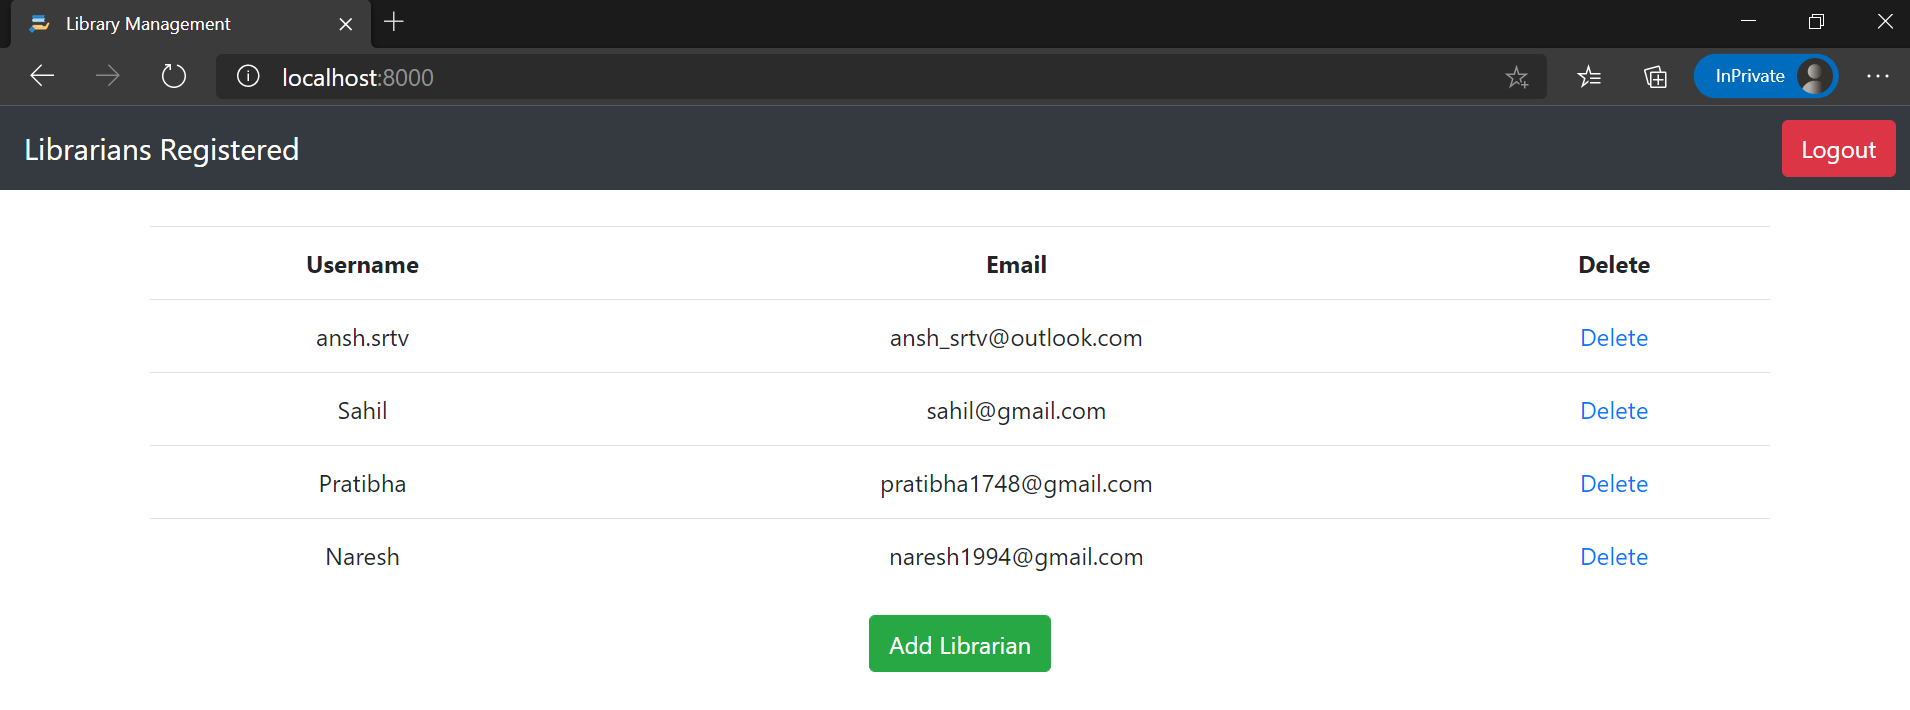 Library Management
localhost:8000
InPrivate
Librarians Registered
Logout
Username Email Delete
ansh.srtv ansh_srtv@outlook.com Delete
Sahil sahil@gmail.com Delete
Pratibha pratibha1748@gmail.com Delete
Naresh naresh1994@gmail.com Delete
Add Librarian